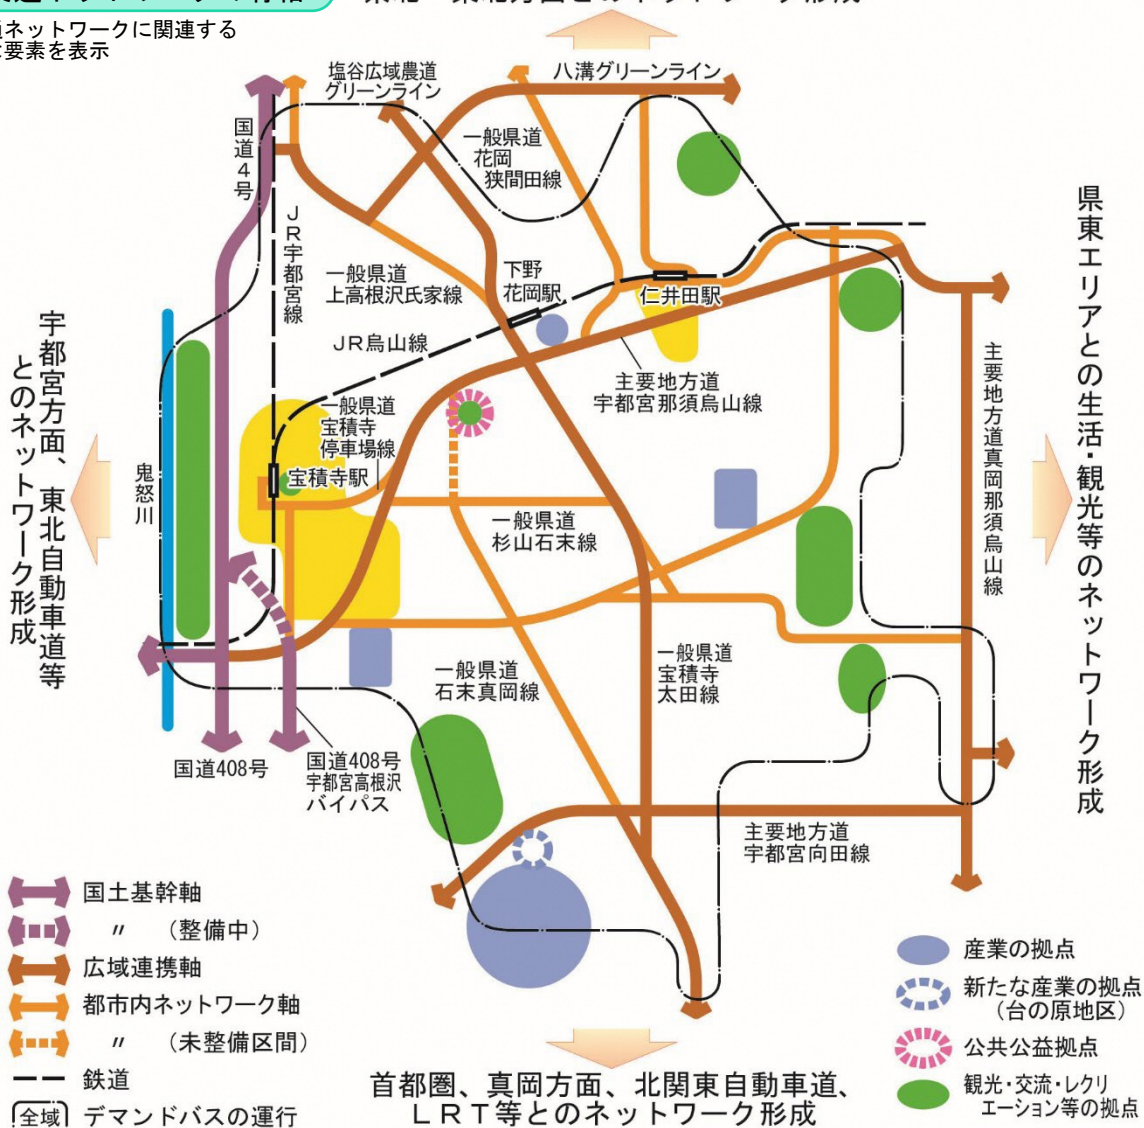 ネットワークに関連する
要素を表示
塩谷広域農道
グリーンライン
八溝グリーンライン
国道4号
一般県道
花岡
狭間田線
JR宇都宮線
一般県道
上高根沢氏家線
下野
花岡駅
仁井田駅
JR烏山線
主要地方道
宇都宮那須烏山線
県東エリアとの生活・観光等のネットワーク形成
主要地方道真岡那須烏山線
宇都宮方面、東北自動車道等
とのネットワーク形成
鬼怒川
一般県道
宝積寺
停車場線
宝積寺駅
一般県道
杉山石末線
一般県道
石末真岡線
一般県道
宝積寺
太田線
国道408号
国道408号
宇都宮高根沢
バイパス
主要地方道
宇都宮向田線
国土基幹軸
〃 (整備中)
広域連携軸
都市内ネットワーク軸
〃 (未整備区間)
鉄道
全域 デマンドバスの運行
首都圏、真岡方面、北関東自動車道、
LRT等とのネットワーク形成
産業の拠点
新たな産業の拠点
(台の原地区)
公共公益拠点
観光・交流・レクリ
エーション等の拠点